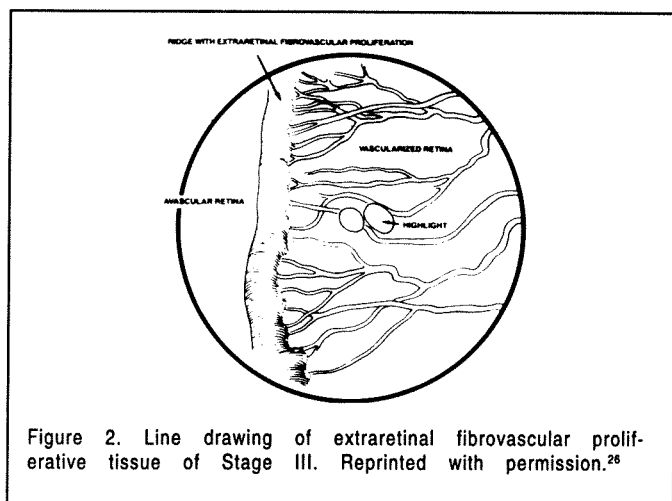 RIDGE WITH EXTRARETINAL FIBROVASCULAR PROLIFERATION
VASCULARIZED RETINA
AVASCULAR RETINA
HIGHLIGHT
Figure 2. Line drawing of extraretinal fibrovascular prolif-
erative tissue of Stage III. Reprinted with permission.26